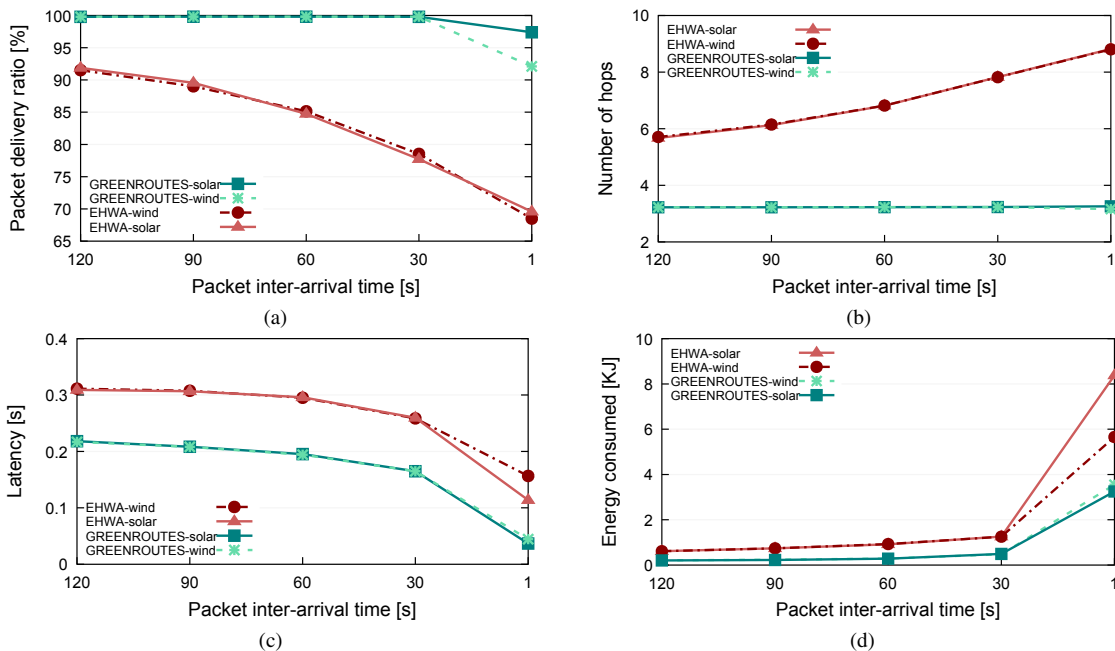 100
95
90
85
80
75
70
65
120
90
60
30
1
Packet delivery ratio [%]
Packet inter-arrival time [s]
GREENROUTES-solar
GREENROUTES-wind
EHWA-wind
EHWA-solar
(a)
10
8
6
4
2
120
90
60
30
1
Number of hops
Packet inter-arrival time [s]
EHWA-solar
EHWA-wind
GREENROUTES-solar
GREENROUTES-wind
(b)
0.4
0.3
0.2
0.1
0
120
90
60
30
1
Latency [s]
Packet inter-arrival time [s]
EHWA-wind
EHWA-solar
GREENROUTES-solar
GREENROUTES-wind
(c)
10
8
6
4
2
0
120
90
60
30
1
Energy consumed [KJ]
Packet inter-arrival time [s]
EHWA-solar
EHWA-wind
GREENROUTES-wind
GREENROUTES-solar
(d)